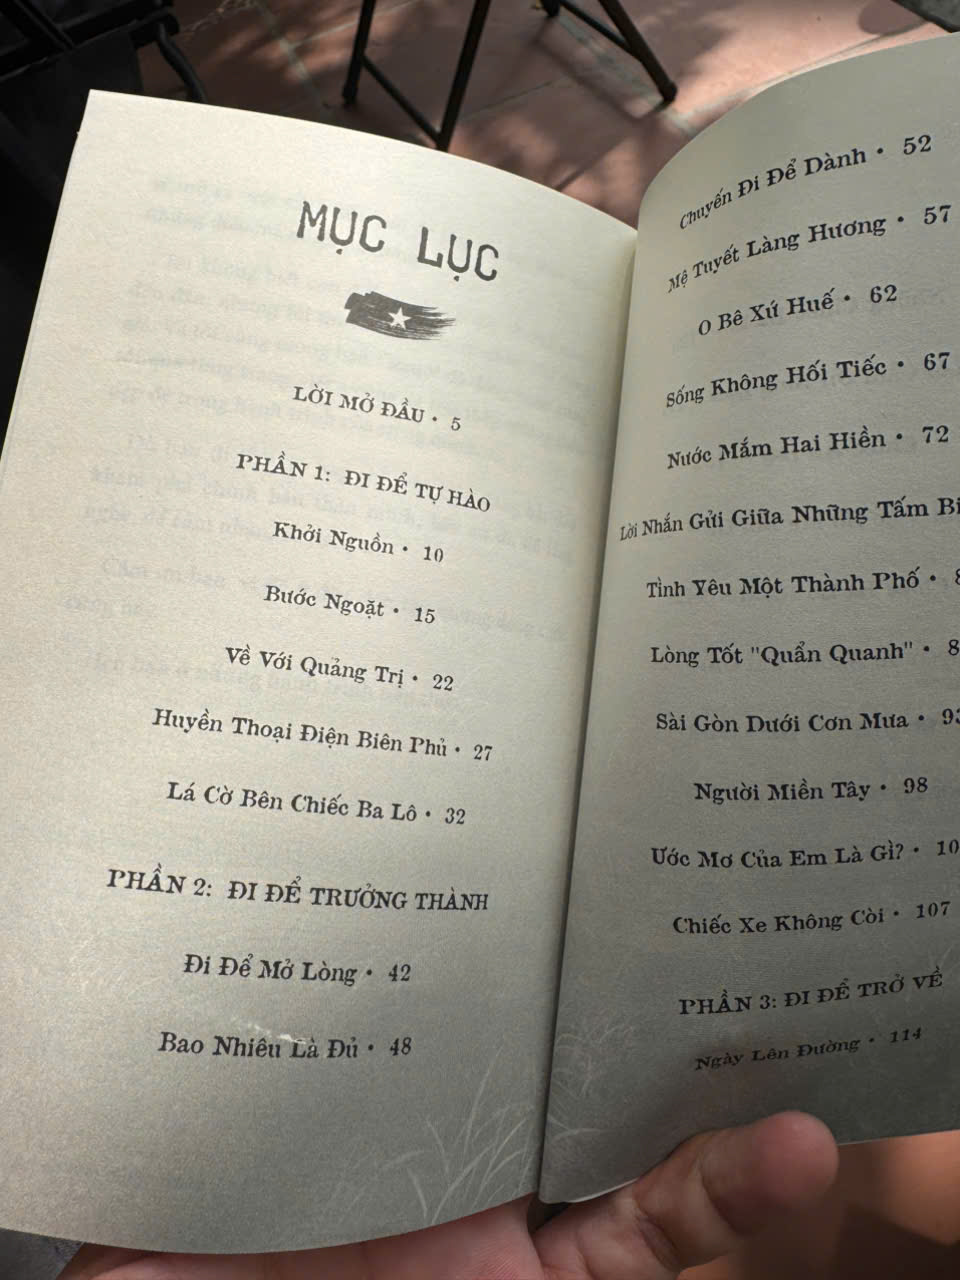 MỤC LỤC
LỜI MỞ ĐẦU • 5
PHẦN 1: ĐI ĐỂ TỰ HÀO
Khởi Nguồn • 10
Bước Ngoặt • 15
Về Với Quảng Trị • 22
Huyền Thoại Điện Biên Phủ • 27
Lá Cờ Bên Chiếc Ba Lô • 32
PHẦN 2: ĐI ĐỂ TRƯỞNG THÀNH
Đi Để Mở Lòng • 42
Bao Nhiêu Là Đủ • 48
Chuyến Đi Để Dành • 52
Mệ Tuyết Làng Hương • 57
O Bê Xứ Huế • 62
Sống Không Hối Tiếc • 67
Nước Mắm Hai Hiền • 72
Lời Nhắn Gửi Giữa Những Tấm
Tình Yêu Một Thành Phố •
Lòng Tốt "Quẩn Quanh" •
Sài Gòn Dưới Cơn Mưa • 93
Người Miền Tây • 98
Ước Mơ Của Em Là Gì? •
Chiếc Xe Không Còi • 107
PHẦN 3: ĐI ĐỂ TRỞ VỀ
Ngày Lên Đường • 114